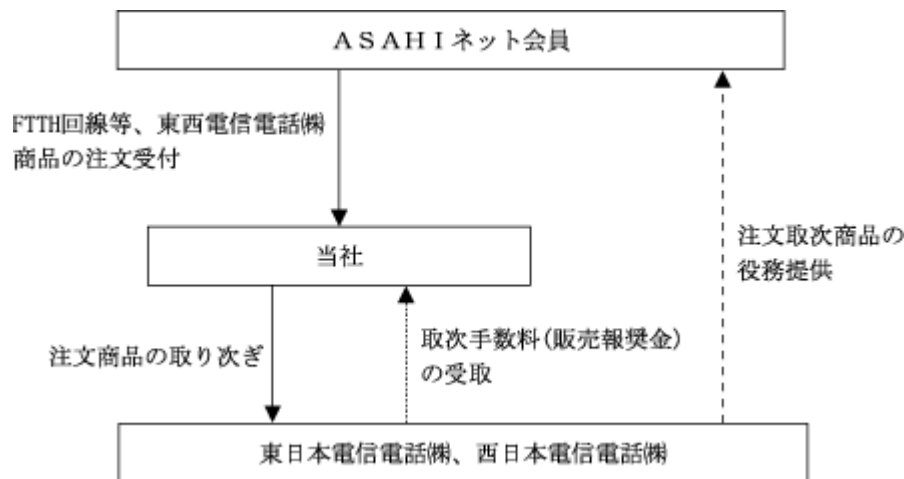 ＡＳＡＨＩネット会員
FTTH回線等、東西電信電話㈱
商品の注文受付
当社
注文取次商品の
役務提供
注文商品の取り次ぎ
取次手数料(販売報奨金)
の受取
東日本電信電話㈱、西日本電信電話㈱